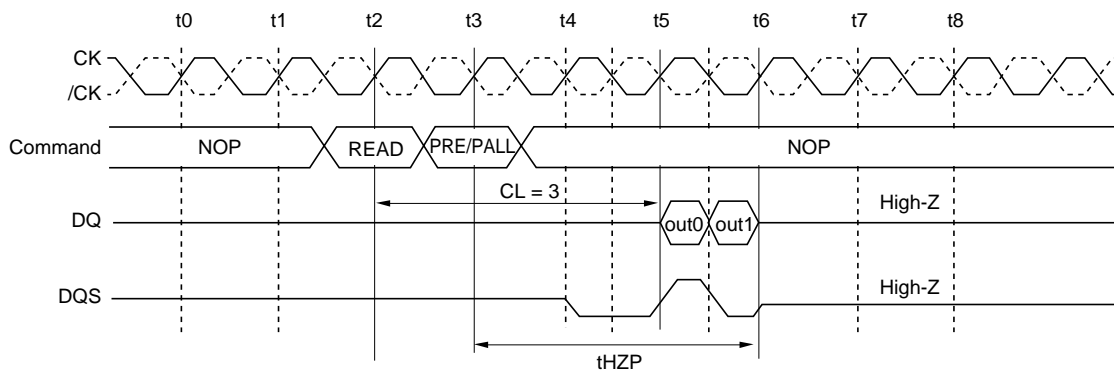 t0 t1 t2 t3 t4 t5 t6 t7 t8
CK
/CK
Command NOP READ PRE/PALL NOP
CL = 3
DQ out0 out1 High-Z
DQS High-Z
tHZP